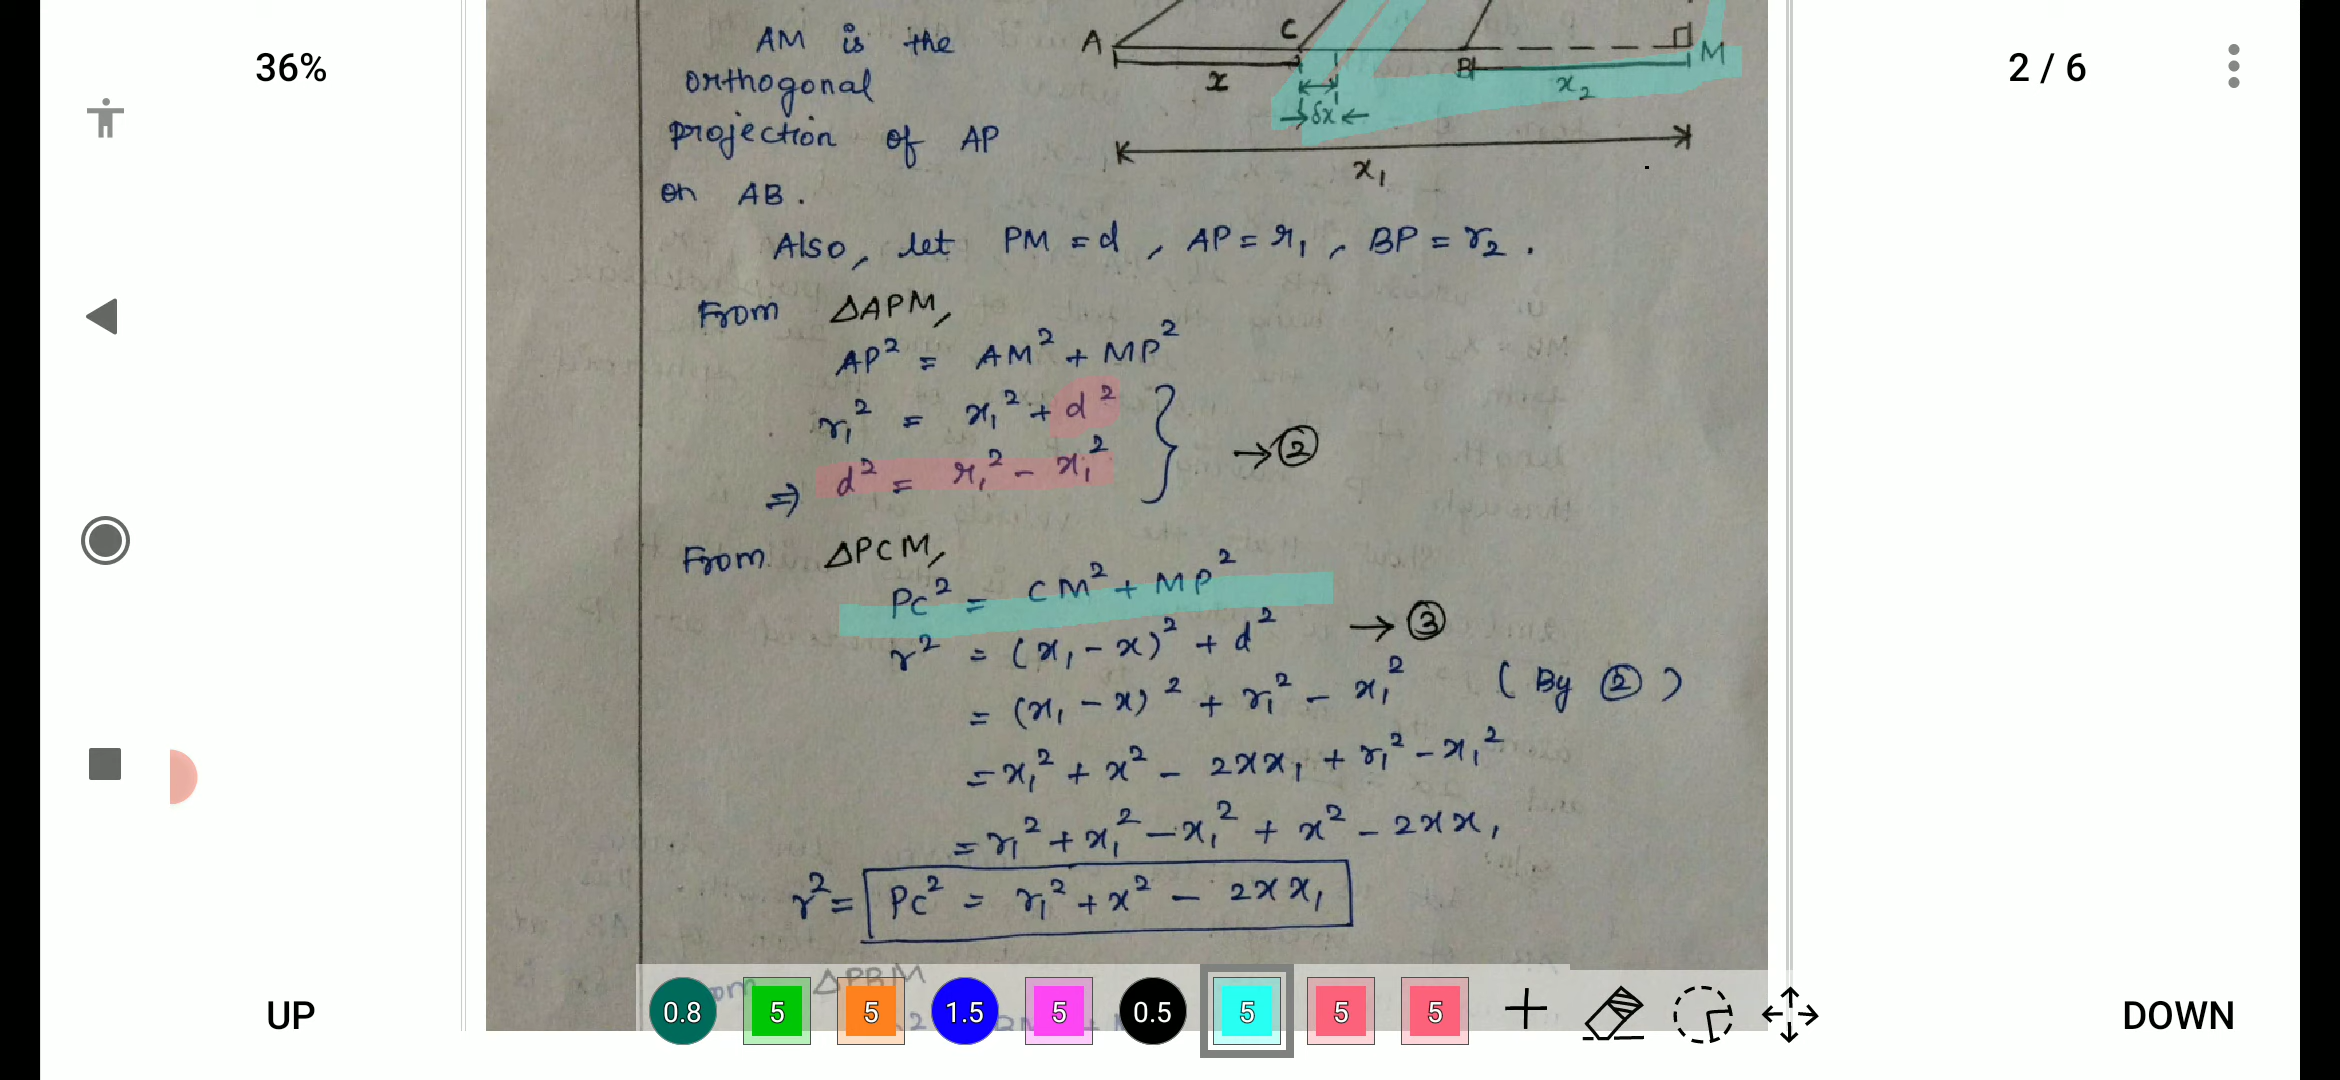 36%
2 / 6
A
C
B
M
x
δx
x₂
x₁
AM is the
orthogonal
projection of AP
on AB.
Also, let PM = d, AP = r₁, BP = r₂.
From ΔAPM,
AP² = AM² + MP²
r₁² = x₁² + d²
⇒ d² = r₁² - x₁²
→②
From ΔPCM,
PC² = CM² + MP²
r² = (x₁ - x)² + d² →③
= (x₁ - x)² + r₁² - x₁² (By ②)
= x₁² + x² - 2xx₁ + r₁² - x₁²
= r₁² + x₁² - x₁² + x² - 2xx₁
r² = PC² = r₁² + x² - 2xx₁
ΔPBM
UP
0.8 5 5 1.5 5 0.5 5 5 5
DOWN